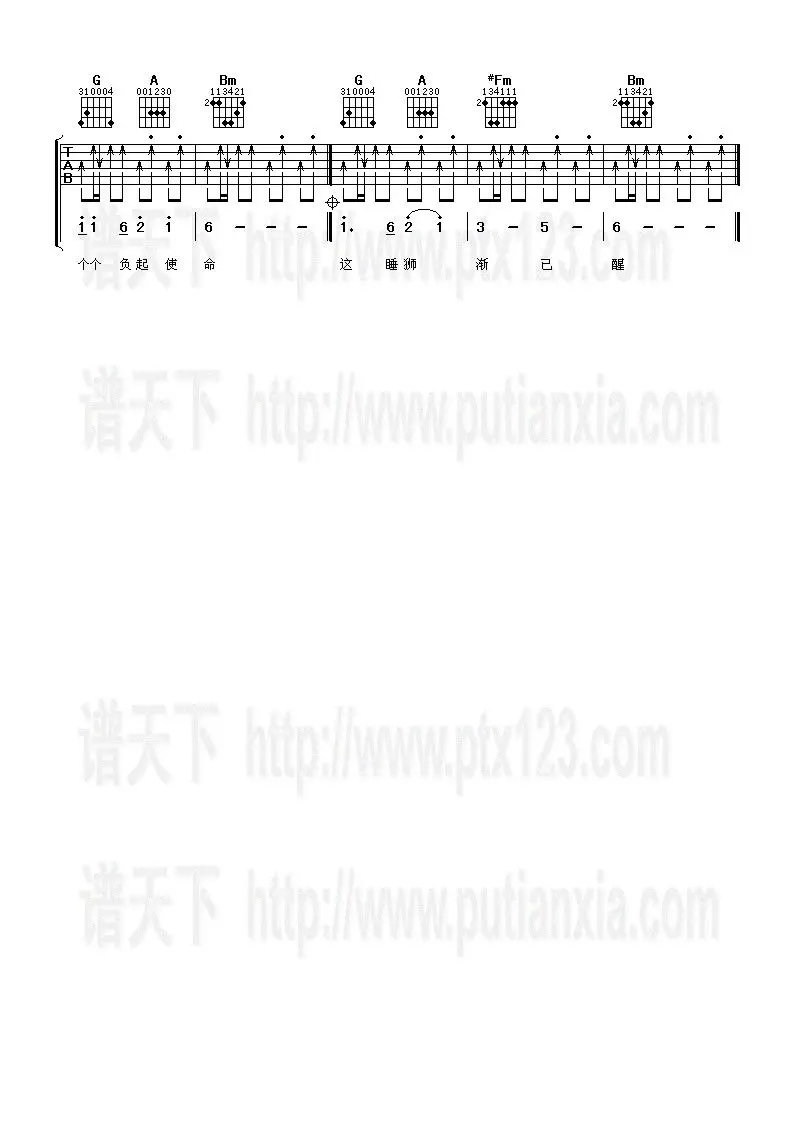 G A Bm G A #Fm Bm
310004 001230 113421 310004 001230 134111 113421
2 2 2
T
A
B
1 1 6 2 1 6 – – – 1. 6 2 1 3 – 5 – 6 – – –
个个 负起 使 命 这 睡狮 渐 已 醒
http://www.ptx123.com
谱天下 http://www.putianxia.com
谱天下 http://www.ptx123.com
谱天下 http://www.putianxia.com